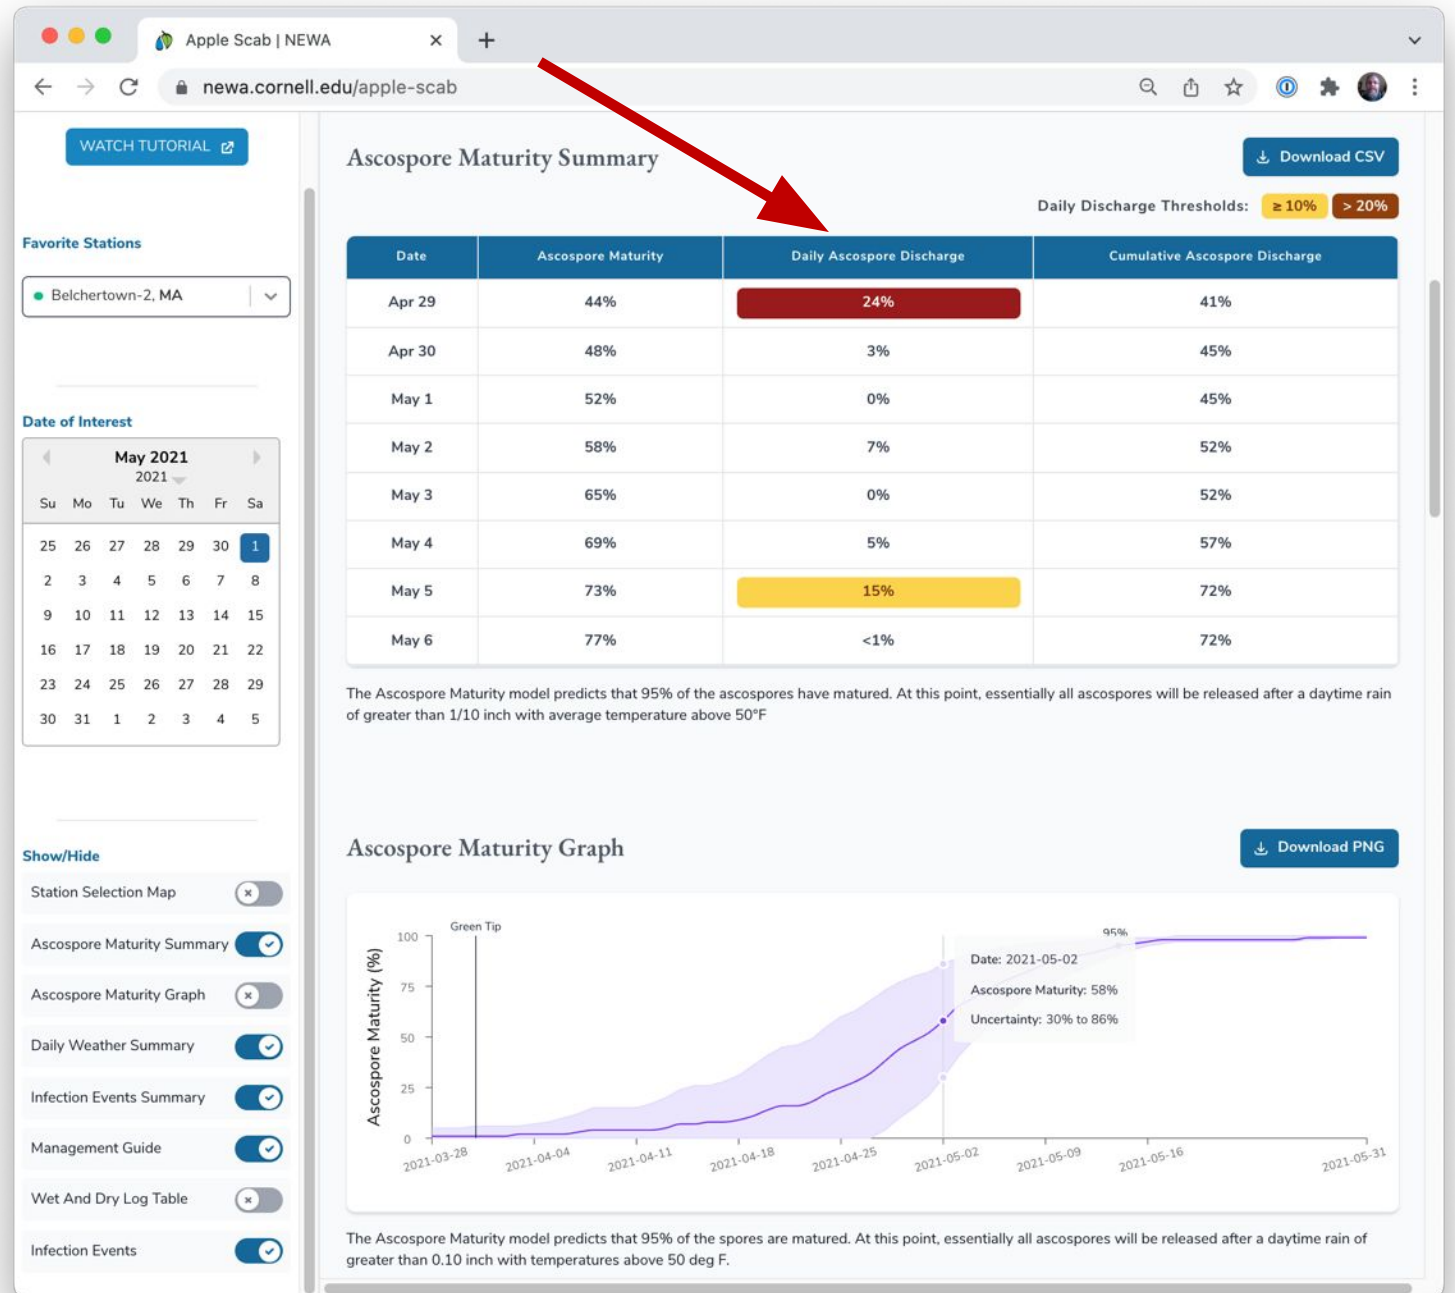 Apple Scab | NEWA
newa.cornell.edu/apple-scab
WATCH TUTORIAL
Favorite Stations
Belchertown-2, MA
Date of Interest
May 2021
2021
Su Mo Tu We Th Fr Sa
25 26 27 28 29 30 1
2 3 4 5 6 7 8
9 10 11 12 13 14 15
16 17 18 19 20 21 22
23 24 25 26 27 28 29
30 31 1 2 3 4 5
Show/Hide
Station Selection Map
Ascospore Maturity Summary
Ascospore Maturity Graph
Daily Weather Summary
Infection Events Summary
Management Guide
Wet And Dry Log Table
Infection Events
Ascospore Maturity Summary
Download CSV
Daily Discharge Thresholds: ≥ 10% > 20%
Date Ascospore Maturity Daily Ascospore Discharge Cumulative Ascospore Discharge
Apr 29 44% 24% 41%
Apr 30 48% 3% 45%
May 1 52% 0% 45%
May 2 58% 7% 52%
May 3 65% 0% 52%
May 4 69% 5% 57%
May 5 73% 15% 72%
May 6 77% <1% 72%
The Ascospore Maturity model predicts that 95% of the ascospores have matured. At this point, essentially all ascospores will be released after a daytime rain
of greater than 1/10 inch with average temperature above 50°F
Ascospore Maturity Graph
Download PNG
Green Tip
95%
Date: 2021-05-02
Ascospore Maturity: 58%
Uncertainty: 30% to 86%
Ascospore Maturity (%)
100
75
50
25
0
2021-03-28 2021-04-04 2021-04-11 2021-04-18 2021-04-25 2021-05-02 2021-05-09 2021-05-16 2021-05-31
The Ascospore Maturity model predicts that 95% of the spores are matured. At this point, essentially all ascospores will be released after a daytime rain of
greater than 0.10 inch with temperatures above 50 deg F.